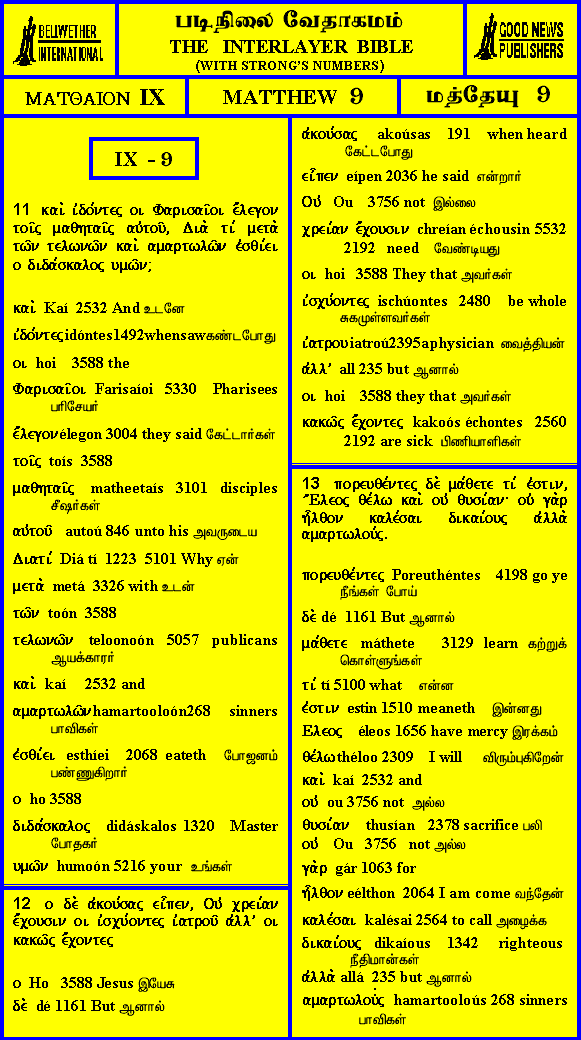 BELLWETHER
INTERNATIONAL
படிநிலை வேதாகமம்
THE INTERLAYER BIBLE
(WITH STRONG'S NUMBERS)
GOOD NEWS
PUBLISHERS
ΜΑΤΘΑΙΟΝ IX
MATTHEW 9
மத்தேயு 9
IX - 9
11 καὶ ἰδόντες οι Φαρισαῖοι ἔλεγον
τοῖς μαθηταῖς αὐτοῦ, Διὰ τί μετὰ
τῶν τελωνῶν καὶ αμαρτωλῶν ἐσθίει
ο διδάσκαλος υμῶν;
καὶ Kaí 2532 And உடனே
ἰδόντες idóntes1492whensawகண்டபோது
οι hoi 3588 the
Φαρισαῖοι Farisaíoi 5330 Pharisees
பரிசேயர்
ἔλεγον élegon 3004 they said கேட்டார்கள்
τοῖς toís 3588
μαθηταῖς matheetaís 3101 disciples
சீஷர்கள்
αὐτοῦ autoú 846 unto his அவருடைய
Διατί Diá tí 1223 5101 Why ஏன்
μετὰ metá 3326 with உடன்
τῶν toón 3588
τελωνῶν teloonoón 5057 publicans
ஆயக்காரர்
καὶ kaí 2532 and
αμαρτωλῶν hamartooloón268 sinners
பாவிகள்
ἐσθίει esthíei 2068 eateth போஜனம்
பண்ணுகிறார்
ο ho 3588
διδάσκαλος didáskalos 1320 Master
போதகர்
υμῶν humoón 5216 your உங்கள்
12 ο δὲ ἀκούσας εἶπεν, Οὐ χρείαν
ἔχουσιν οι ἰσχύοντες ἰατροῦ ἀλλ' οι
κακῶς ἔχοντες
ο Ho 3588 Jesus இயேசு
δὲ dé 1161 But ஆனால்
ἀκούσας akoúsas 191 when heard
கேட்டபோது
εἶπεν eípen 2036 he said என்றார்
Οὐ Ou 3756 not இல்லை
χρείαν ἔχουσιν chreían échousin 5532
2192 need வேண்டியது
οι hoi 3588 They that அவர்கள்
ἰσχύοντες ischúontes 2480 be whole
சுகமுள்ளவர்கள்
ἰατρου iatroú2395aphysician வைத்தியன்
ἀλλ' all 235 but ஆனால்
οι hoi 3588 they that அவர்கள்
κακῶς ἔχοντες kakoós échontes 2560
2192 are sick பிணியாளிகள்
13 πορευθέντες δὲ μάθετε τί ἐστιν,
Ἔλεος θέλω καὶ οὐ θυσίαν· οὐ γὰρ
ἦλθον καλέσαι δικαίους ἀλλὰ
αμαρτωλούς.
πορευθέντες Poreuthéntes 4198 go ye
நீங்கள் போய்
δὲ dé 1161 But ஆனால்
μάθετε máthete 3129 learn கற்றுக்
கொள்ளுங்கள்
τί tí 5100 what என்ன
ἐστιν estin 1510 meaneth இன்னது
Ελεος éleos 1656 have mercy இரக்கம்
θέλω théloo 2309 I will விரும்புகிறேன்
καὶ kaí 2532 and
οὐ ou 3756 not அல்ல
θυσίαν thusían 2378 sacrifice பலி
οὐ Ou 3756 not அல்ல
γὰρ gár 1063 for
ἦλθον eélthon 2064 I am come வந்தேன்
καλέσαι kalésai 2564 to call அழைக்க
δικαίους dikaíous 1342 righteous
நீதிமான்கள்
ἀλλὰ allá 235 but ஆனால்
αμαρτωλούς hamartooloús 268 sinners
பாவிகள்